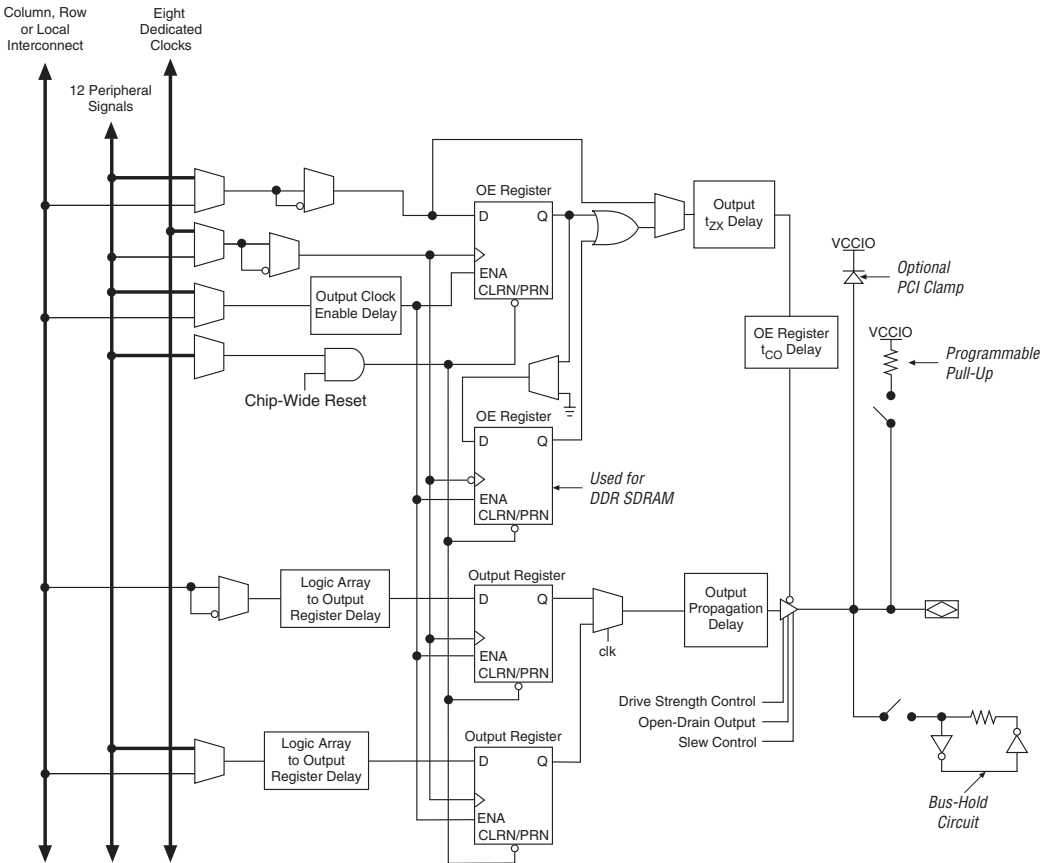 Column, Row
or Local
Interconnect
Eight
Dedicated
Clocks
12 Peripheral
Signals
OE Register
D
Q
ENA
CLRN/PRN
Output
tZX Delay
VCCIO
Optional
PCI Clamp
Output Clock
Enable Delay
OE Register
tCO Delay
VCCIO
Programmable
Pull-Up
Chip-Wide Reset
OE Register
D
Q
ENA
CLRN/PRN
Used for
DDR SDRAM
Logic Array
to Output
Register Delay
Output Register
D
Q
ENA
CLRN/PRN
clk
Output
Propagation
Delay
Drive Strength Control
Open-Drain Output
Slew Control
Logic Array
to Output
Register Delay
Output Register
D
Q
ENA
CLRN/PRN
Bus-Hold
Circuit